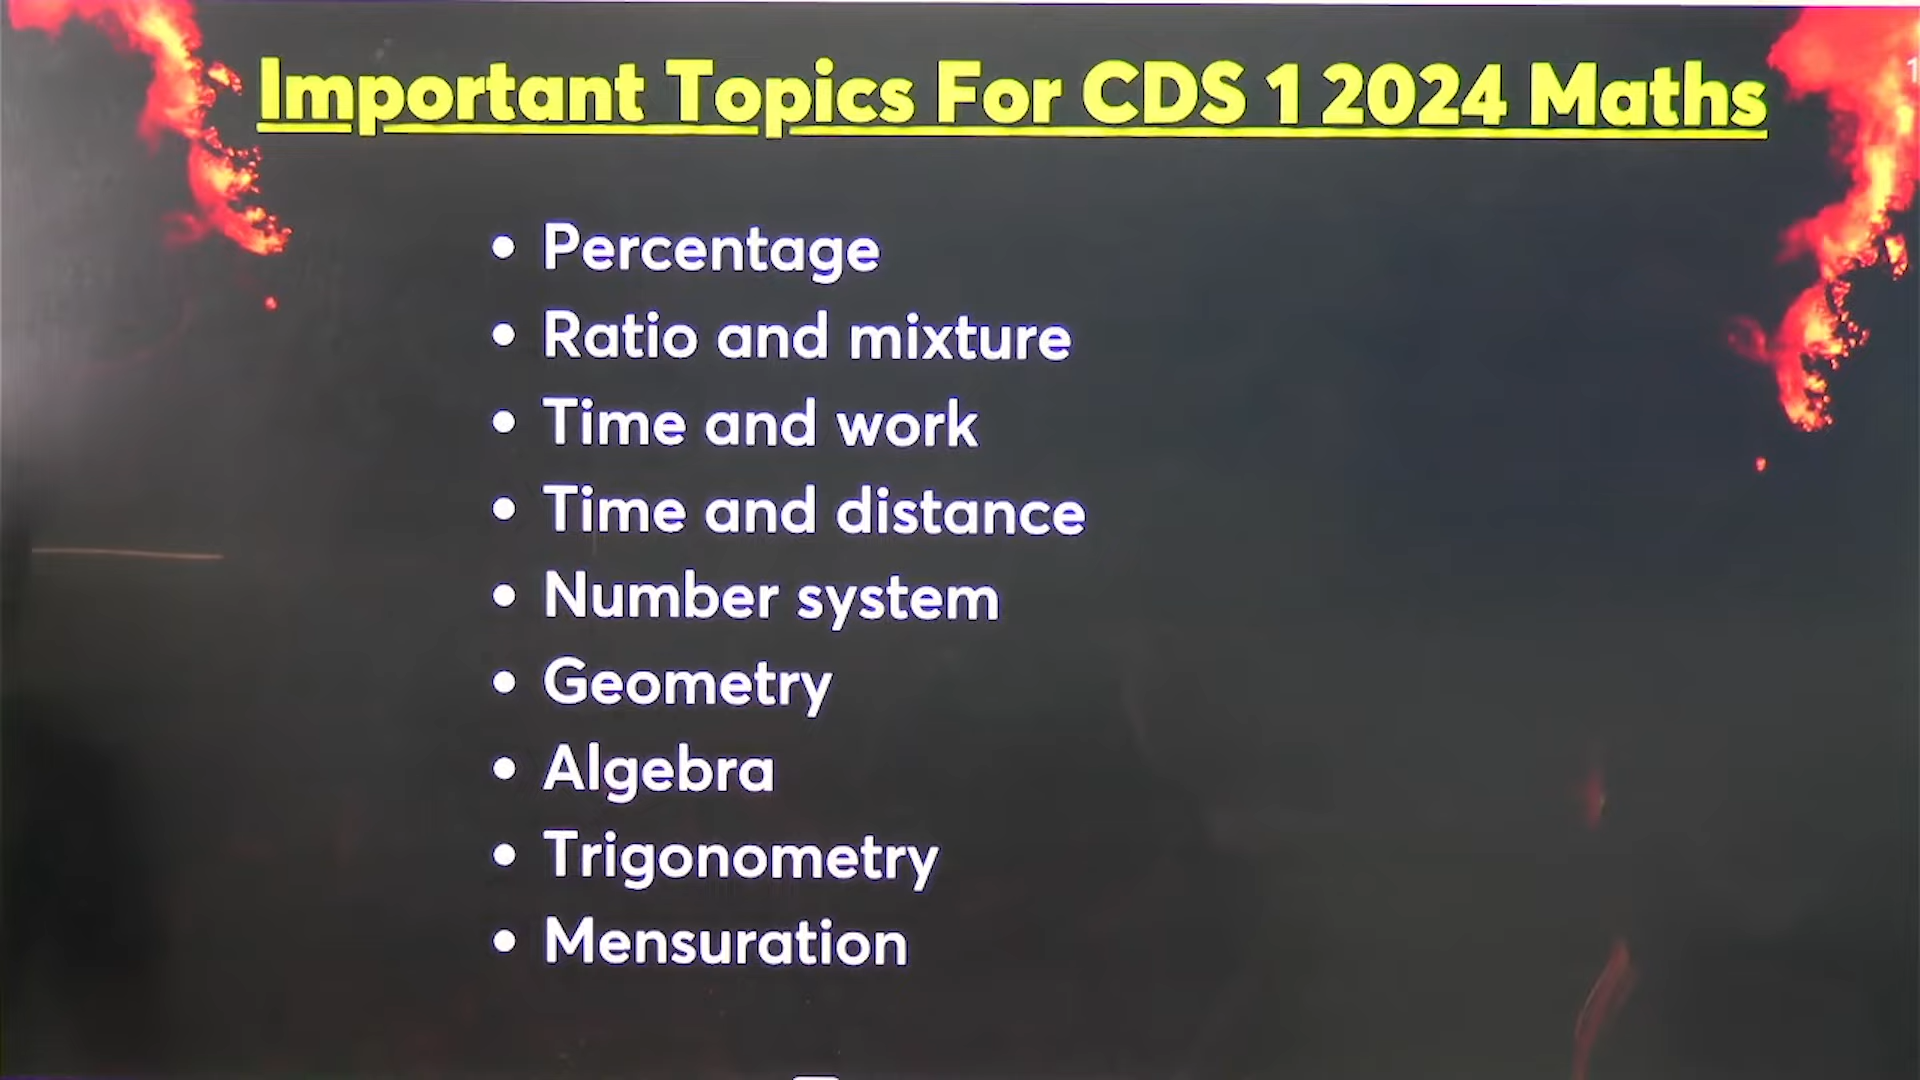 Important Topics For CDS 1 2024 Maths
• Percentage
• Ratio and mixture
• Time and work
• Time and distance
• Number system
• Geometry
• Algebra
• Trigonometry
• Mensuration